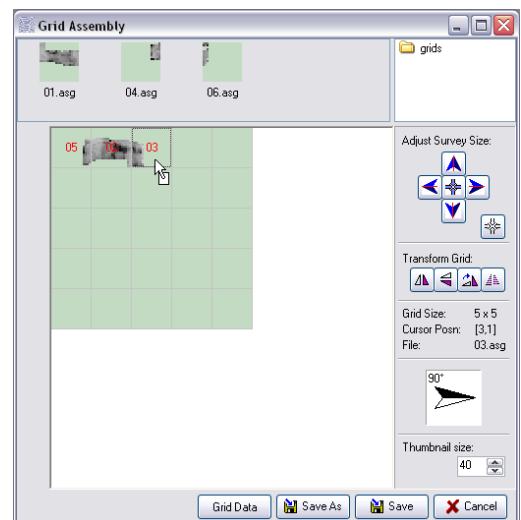 Grid Assembly
grids
01.asg
04.asg
06.asg
05
03
Adjust Survey Size:
Transform Grid:
Grid Size: 5 x 5
Cursor Posn: [3,1]
File: 03.asg
90°
Thumbnail size:
40
Grid Data
Save As
Save
Cancel